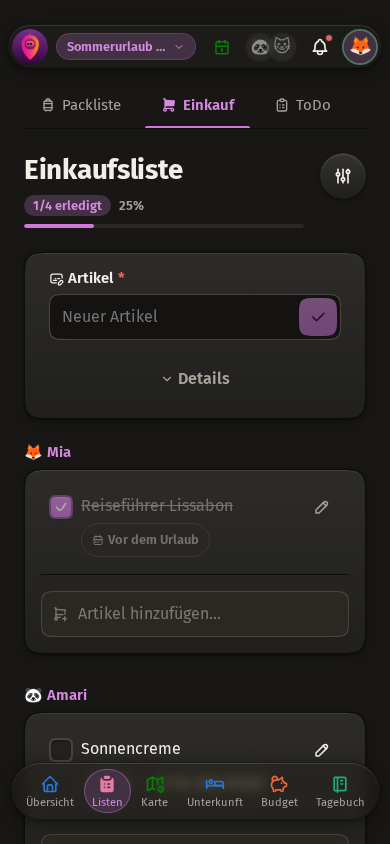 Sommerurlaub ...
Packliste
Einkauf
ToDo
Einkaufsliste
1/4 erledigt 25%
Artikel *
Neuer Artikel
Details
🦊 Mia
Reiseführer Lissabon
Vor dem Urlaub
Artikel hinzufügen...
🐼 Amari
Sonnencreme
Übersicht
Listen
Karte
Unterkunft
Budget
Tagebuch